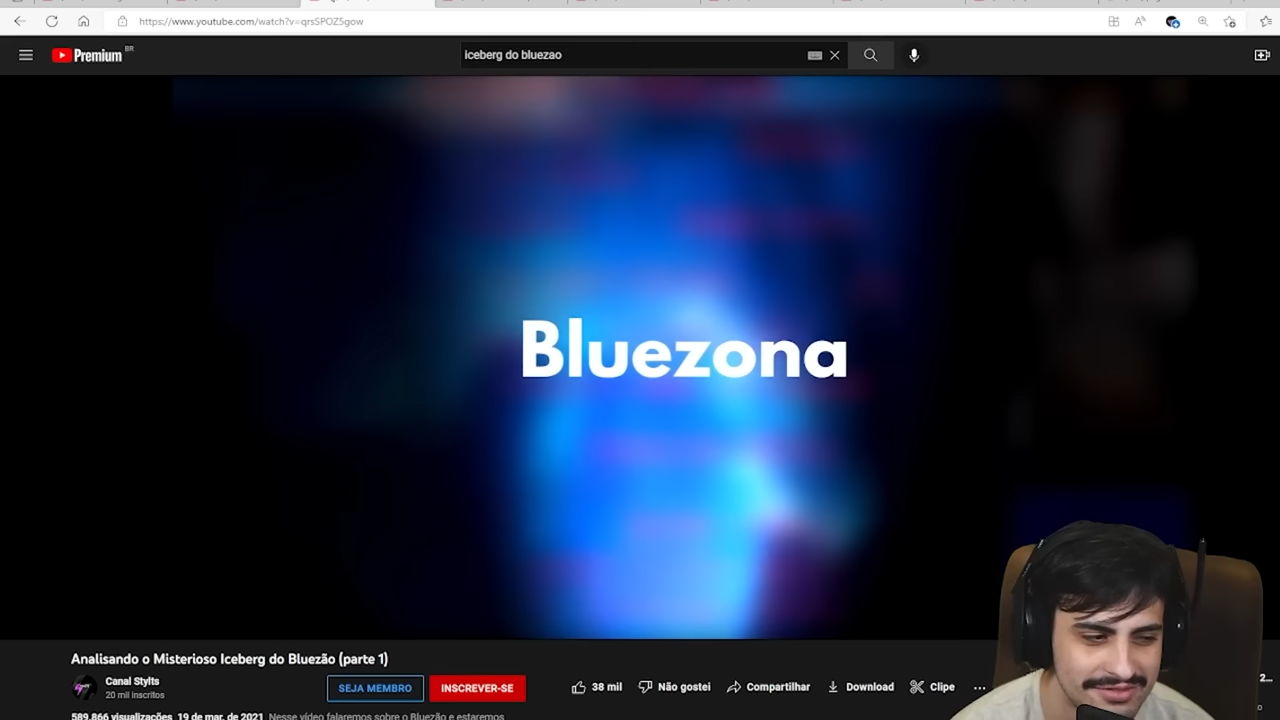 https://www.youtube.com/watch?v=qrsSPOZ5gow
Premium BR
iceberg do bluezao
Bluezona
Analisando o Misterioso Iceberg do Bluezão (parte 1)
Canal Stylts
20 mil inscritos
SEJA MEMBRO
INSCREVER-SE
38 mil
Não gostei
Compartilhar
Download
Clipe
589.866 visualizações 19 de mar. de 2021 Nesse vídeo falaremos sobre o Bluezão e estaremos